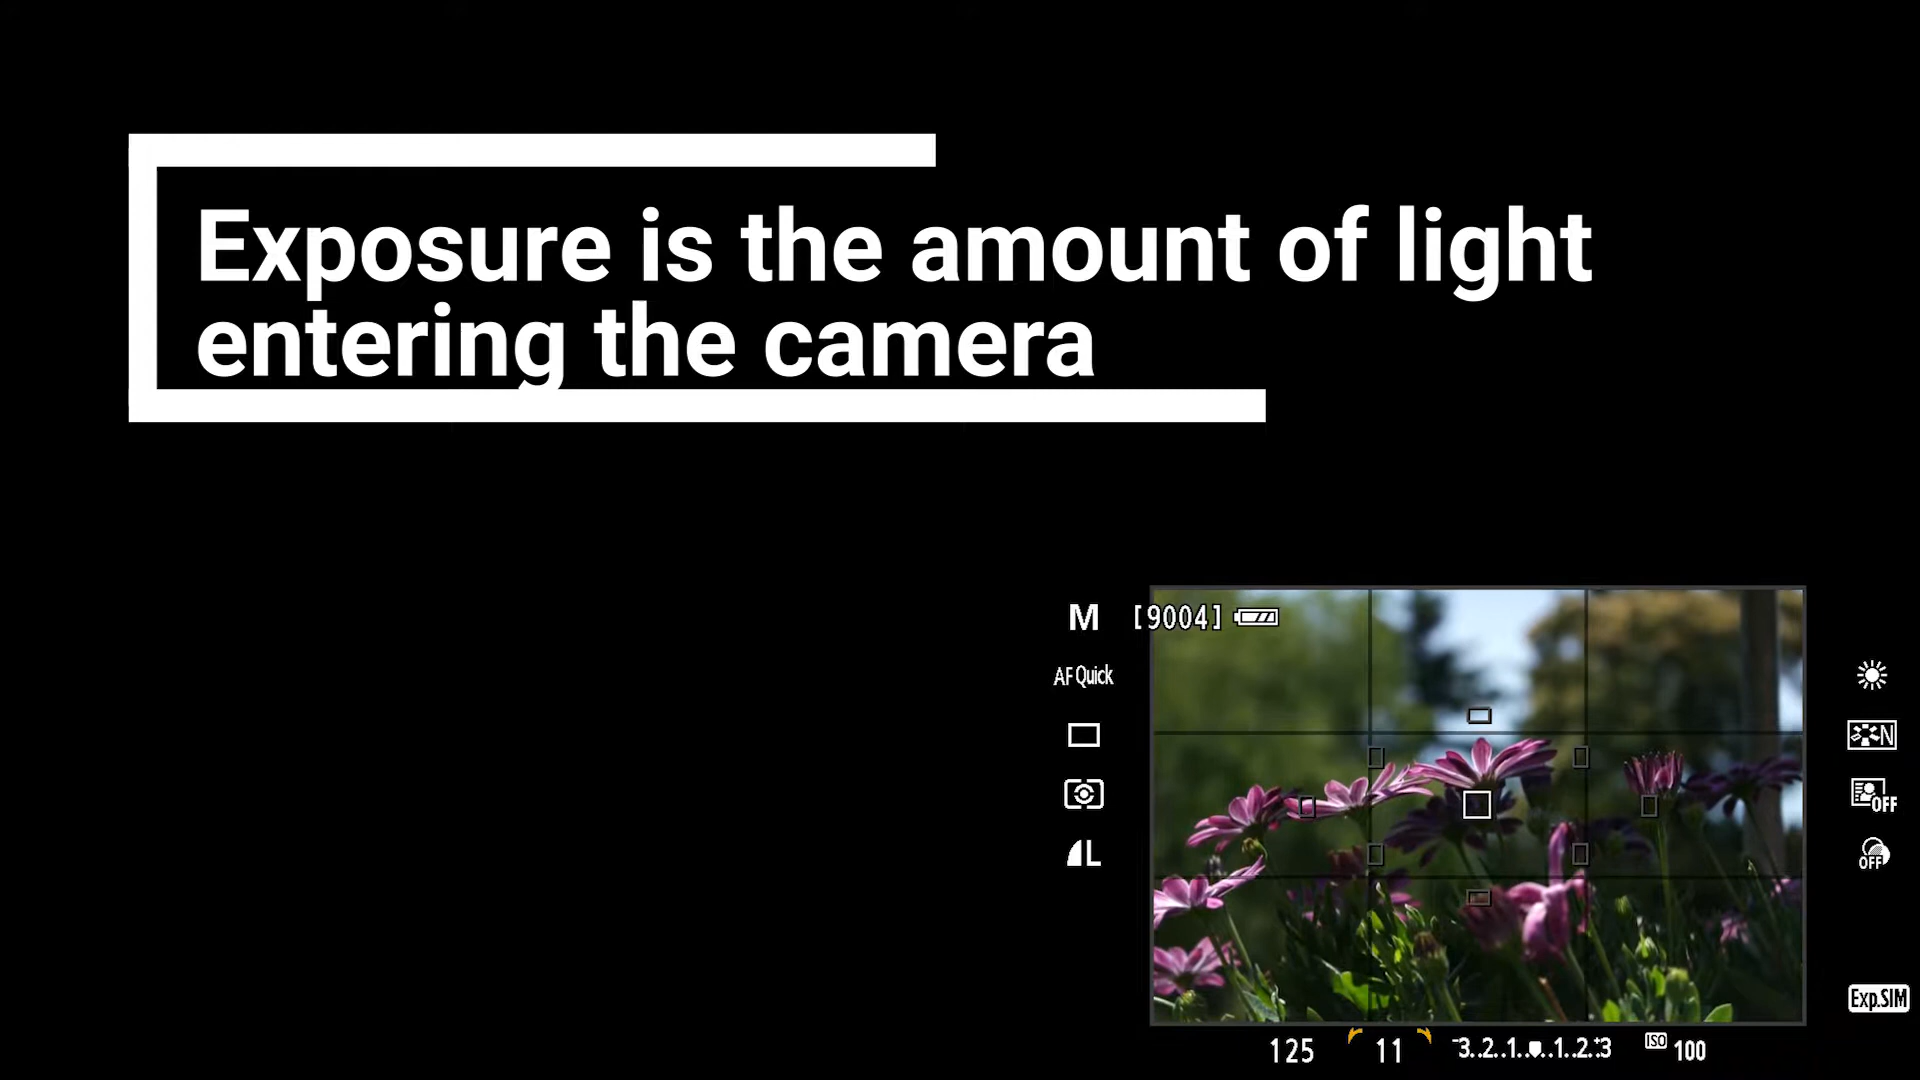 Exposure is the amount of light
entering the camera
M [9004]
AF Quick
N
OFF
L
OFF
Exp.SIM
125 11 -3..2..1..0..1..2.:+3 ISO 100